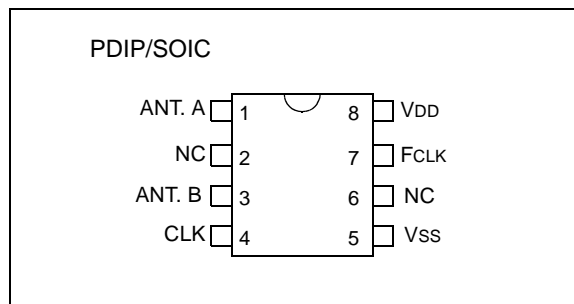 PDIP/SOIC
ANT. A 1 8 VDD
NC 2 7 FCLK
ANT. B 3 6 NC
CLK 4 5 VSS